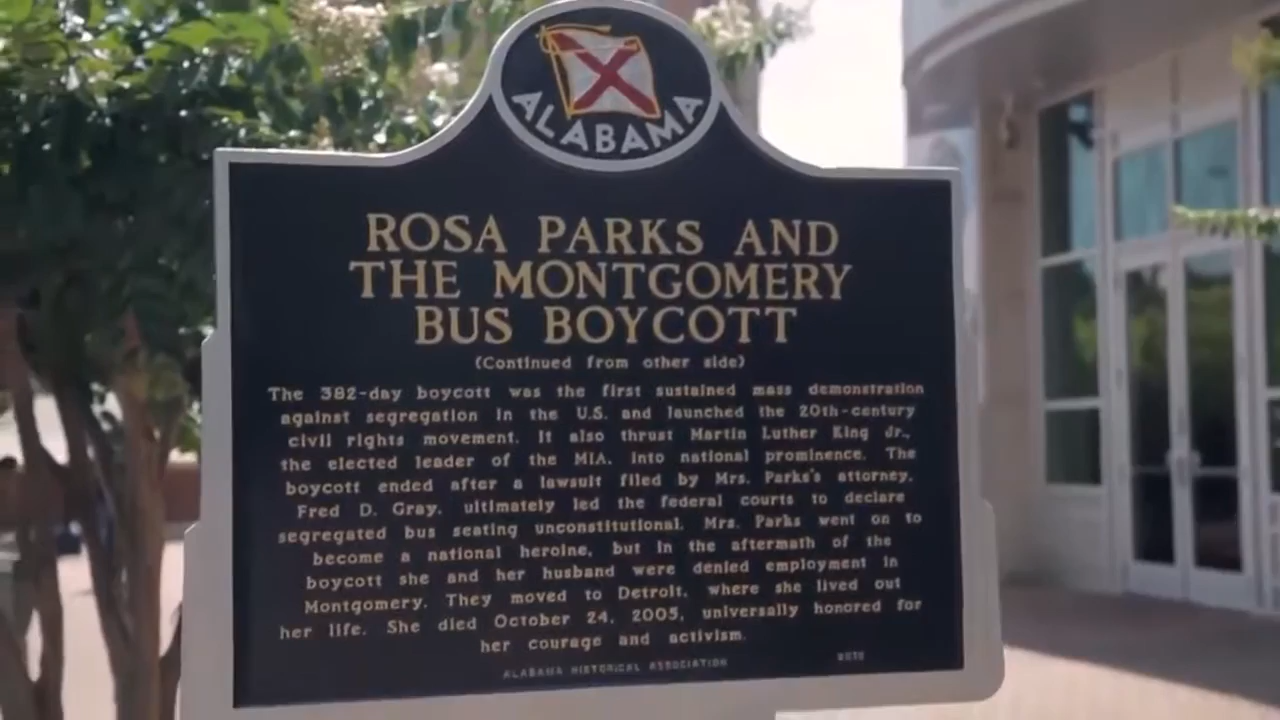 ALABAMA
ROSA PARKS AND
THE MONTGOMERY
BUS BOYCOTT
(Continued from other side)
The 382-day boycott was the first sustained mass demonstration
against segregation in the U.S. and launched the 20th-century
civil rights movement. It also thrust Martin Luther King Jr.,
the elected leader of the MIA, into national prominence. The
boycott ended after a lawsuit filed by Mrs. Parks's attorney,
Fred D. Gray, ultimately led the federal courts to declare
segregated bus seating unconstitutional. Mrs. Parks went on to
become a national heroine, but in the aftermath of the
boycott she and her husband were denied employment in
Montgomery. They moved to Detroit, where she lived out
her life. She died October 24, 2005, universally honored for
her courage and activism.
ALABAMA HISTORICAL ASSOCIATION